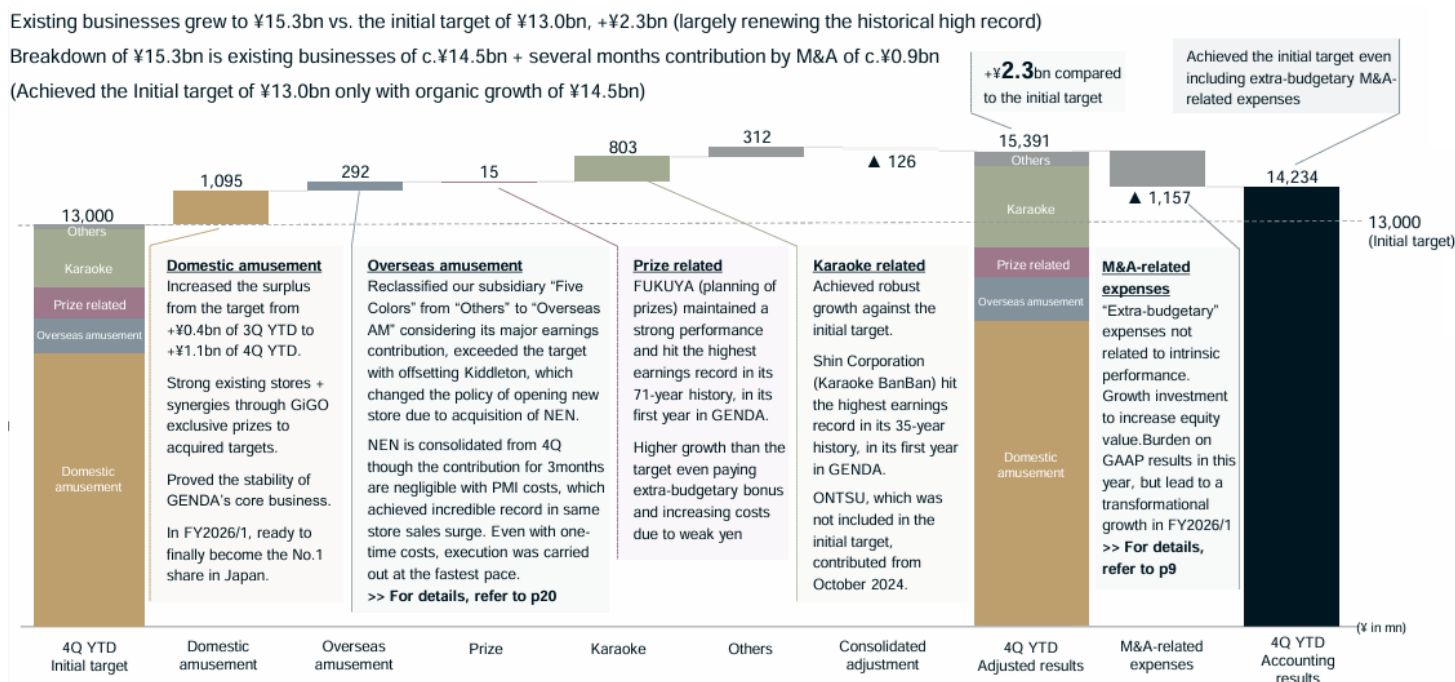 Existing businesses grew to ¥15.3bn vs. the initial target of ¥13.0bn, +¥2.3bn (largely renewing the historical high record)
Breakdown of ¥15.3bn is existing businesses of c.¥14.5bn + several months contribution by M&A of c.¥0.9bn
(Achieved the Initial target of ¥13.0bn only with organic growth of ¥14.5bn)
+¥2.3bn compared
to the initial target
Achieved the initial target even
including extra-budgetary M&A-
related expenses
13,000
1,095
292
15
803
312
▲ 126
15,391
▲ 1,157
14,234
13,000
(Initial target)
Others
Karaoke
Prize related
Overseas amusement
Domestic
amusement
Domestic amusement
Increased the surplus
from the target from
+¥0.4bn of 3Q YTD to
+¥1.1bn of 4Q YTD.
Strong existing stores +
synergies through GiGO
exclusive prizes to
acquired targets.
Proved the stability of
GENDA's core business.
In FY2026/1, ready to
finally become the No.1
share in Japan.
Overseas amusement
Reclassified our subsidiary “Five
Colors” from “Others” to “Overseas
AM” considering its major earnings
contribution, exceeded the target
with offsetting Kiddleton, which
changed the policy of opening new
store due to acquisition of NEN.
NEN is consolidated from 4Q
though the contribution for 3months
are negligible with PMI costs, which
achieved incredible record in same
store sales surge. Even with one-
time costs, execution was carried
out at the fastest pace.
>> For details, refer to p20
Prize related
FUKUYA (planning of
prizes) maintained a
strong performance
and hit the highest
earnings record in its
71-year history, in its
first year in GENDA.
Higher growth than the
target even paying
extra-budgetary bonus
and increasing costs
due to weak yen
Karaoke related
Achieved robust
growth against the
initial target.
Shin Corporation
(Karaoke BanBan) hit
the highest earnings
record in its 35-year
history, in its first year
in GENDA.
ONTSU, which was
not included in the
initial target,
contributed from
October 2024.
Others
Karaoke
Prize related
Overseas amusement
Domestic
amusement
M&A-related
expenses
“Extra-budgetary”
expenses not
related to intrinsic
performance.
Growth investment
to increase equity
value.Burden on
GAAP results in this
year, but lead to a
transformational
growth in FY2026/1
>> For details,
refer to p9
(¥ in mn)
4Q YTD
Initial target
Domestic
amusement
Overseas
amusement
Prize
Karaoke
Others
Consolidated
adjustment
4Q YTD
Adjusted results
M&A-related
expenses
4Q YTD
Accounting
results